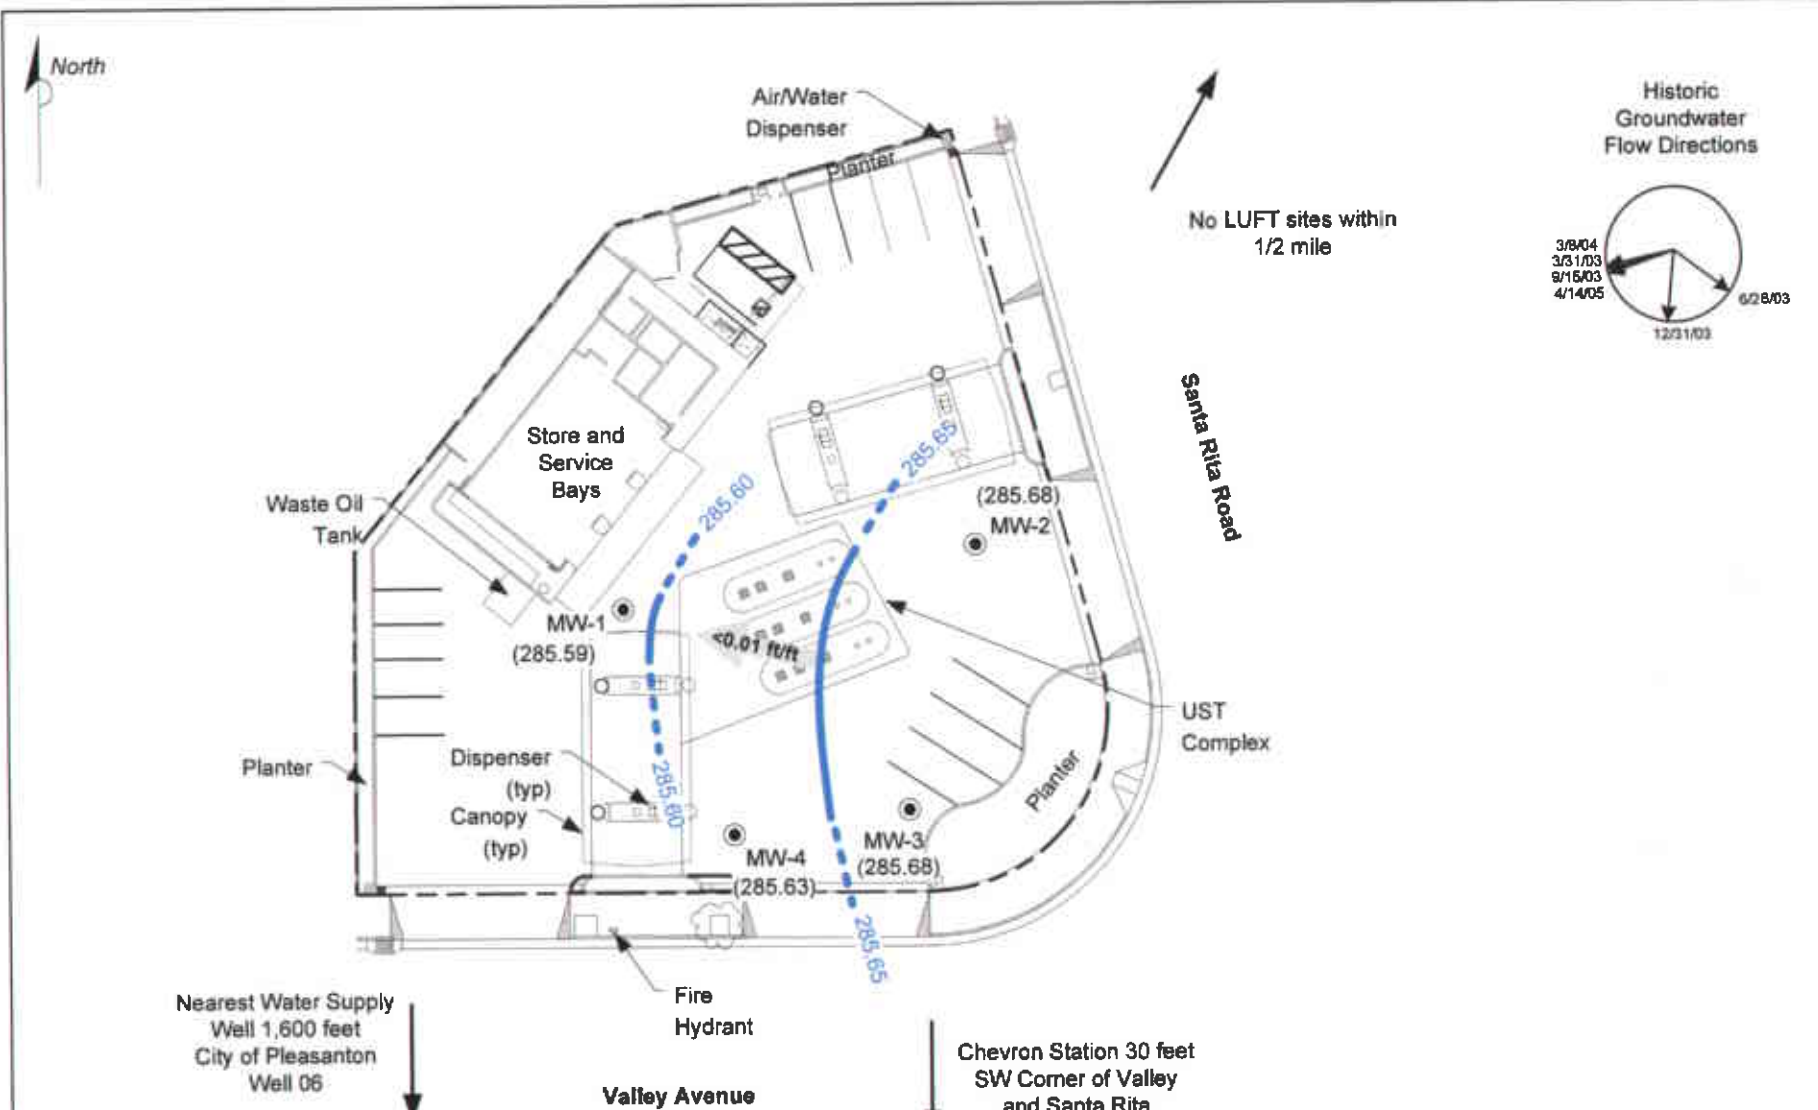 North
Air/Water
Dispenser
Planter
Historic
Groundwater
Flow Directions
No LUFT sites within
1/2 mile
3/8/04
3/31/03
9/15/03
4/14/05
6/28/03
12/31/03
Santa Rita Road
Store and
Service
Bays
285.65
285.60
(285.68)
MW-2
Waste Oil
Tank
MW-1
(285.59)
<0.01 ft/ft
UST
Complex
Planter
Dispenser
(typ)
Canopy
(typ)
285.60
Planter
MW-3
(285.68)
MW-4
(285.63)
285.65
Fire
Hydrant
Nearest Water Supply
Well 1,600 feet
City of Pleasanton
Well 06
Valley Avenue
Chevron Station 30 feet
SW Corner of Valley
and Santa Rita